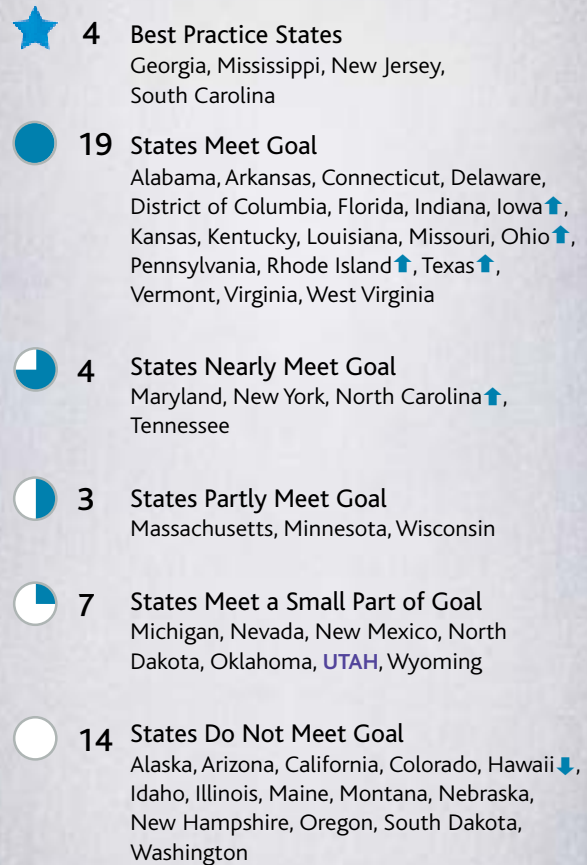 4 Best Practice States
Georgia, Mississippi, New Jersey,
South Carolina
19 States Meet Goal
Alabama, Arkansas, Connecticut, Delaware,
District of Columbia, Florida, Indiana, Iowa⬆,
Kansas, Kentucky, Louisiana, Missouri, Ohio⬆,
Pennsylvania, Rhode Island⬆, Texas⬆,
Vermont, Virginia, West Virginia
4 States Nearly Meet Goal
Maryland, New York, North Carolina⬆,
Tennessee
3 States Partly Meet Goal
Massachusetts, Minnesota, Wisconsin
7 States Meet a Small Part of Goal
Michigan, Nevada, New Mexico, North
Dakota, Oklahoma, UTAH, Wyoming
14 States Do Not Meet Goal
Alaska, Arizona, California, Colorado, Hawaii⬇,
Idaho, Illinois, Maine, Montana, Nebraska,
New Hampshire, Oregon, South Dakota,
Washington